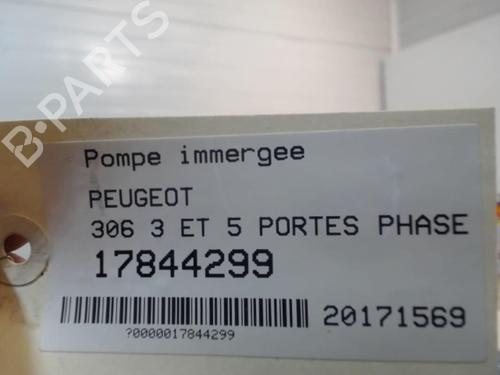 B-PARTS
Pompe immergee
PEUGEOT
306 3 ET 5 PORTES PHASE
17844299
20171569
?0000017844299